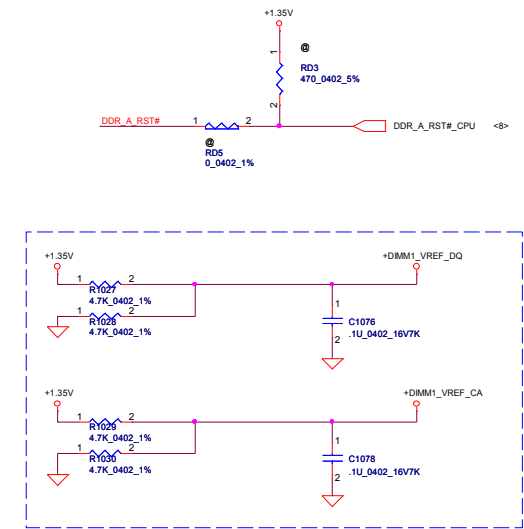 +1.35V
1
@
RD3
470_0402_5%
2
DDR_A_RST#
1
2
DDR_A_RST#_CPU
<8>
@
RD5
0_0402_1%
+1.35V
+DIMM1_VREF_DQ
1
2
R1027
4.7K_0402_1%
1
2
R1028
4.7K_0402_1%
1
C1076
.1U_0402_16V7K
2
+1.35V
+DIMM1_VREF_CA
1
2
R1029
4.7K_0402_1%
1
2
R1030
4.7K_0402_1%
1
C1078
.1U_0402_16V7K
2